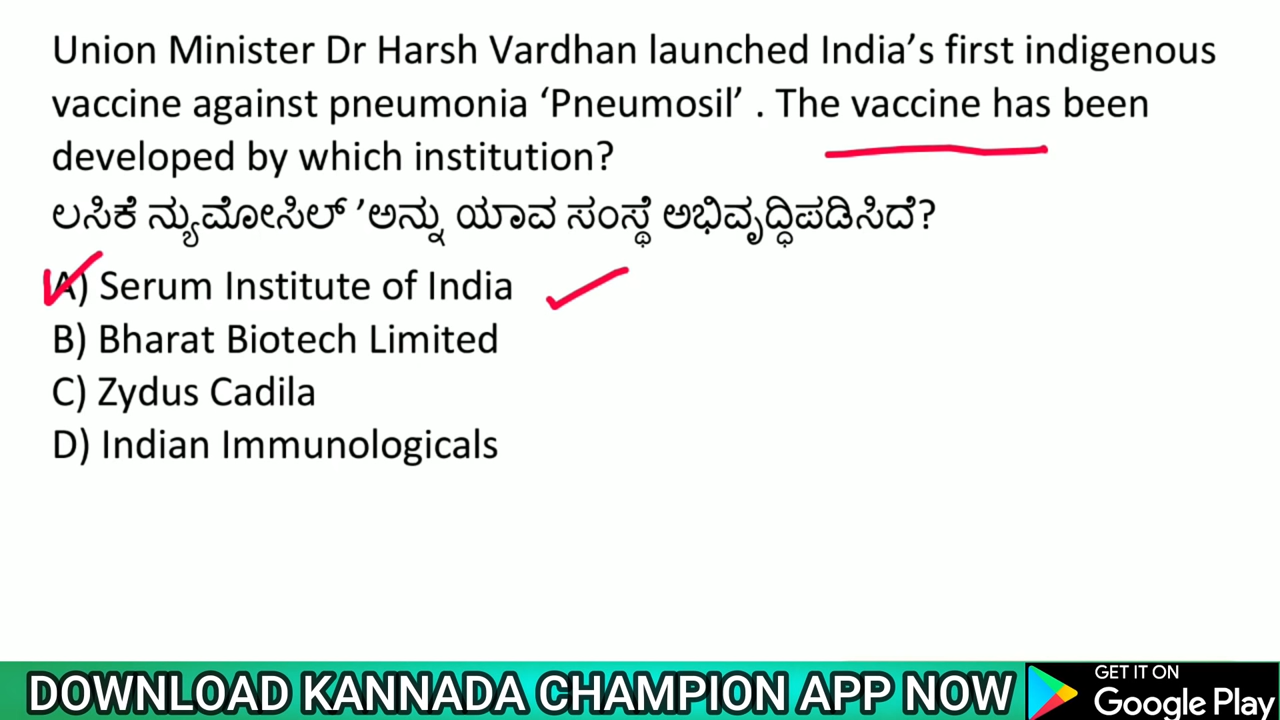 Union Minister Dr Harsh Vardhan launched India’s first indigenous
vaccine against pneumonia ‘Pneumosil’ . The vaccine has been
developed by which institution?
ಲಸಿಕೆ ನ್ಯುಮೋಸಿಲ್ ’ಅನ್ನು ಯಾವ ಸಂಸ್ಥೆ ಅಭಿವೃದ್ಧಿಪಡಿಸಿದೆ?
A) Serum Institute of India
B) Bharat Biotech Limited
C) Zydus Cadila
D) Indian Immunologicals
DOWNLOAD KANNADA CHAMPION APP NOW
GET IT ON
Google Play